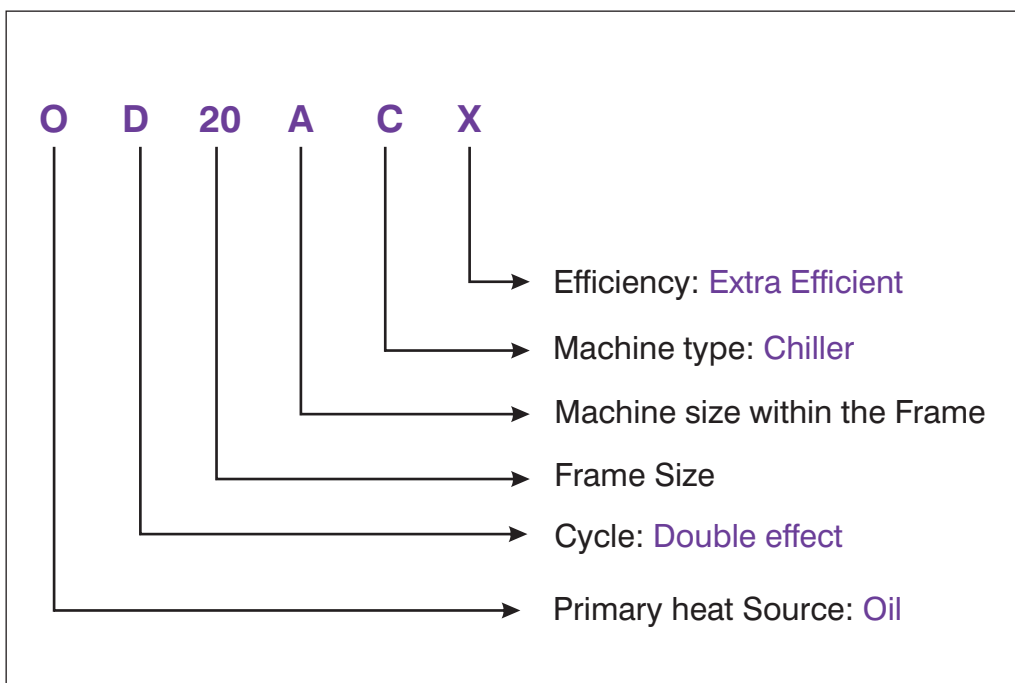 O D 20 A C X
Efficiency: Extra Efficient
Machine type: Chiller
Machine size within the Frame
Frame Size
Cycle: Double effect
Primary heat Source: Oil